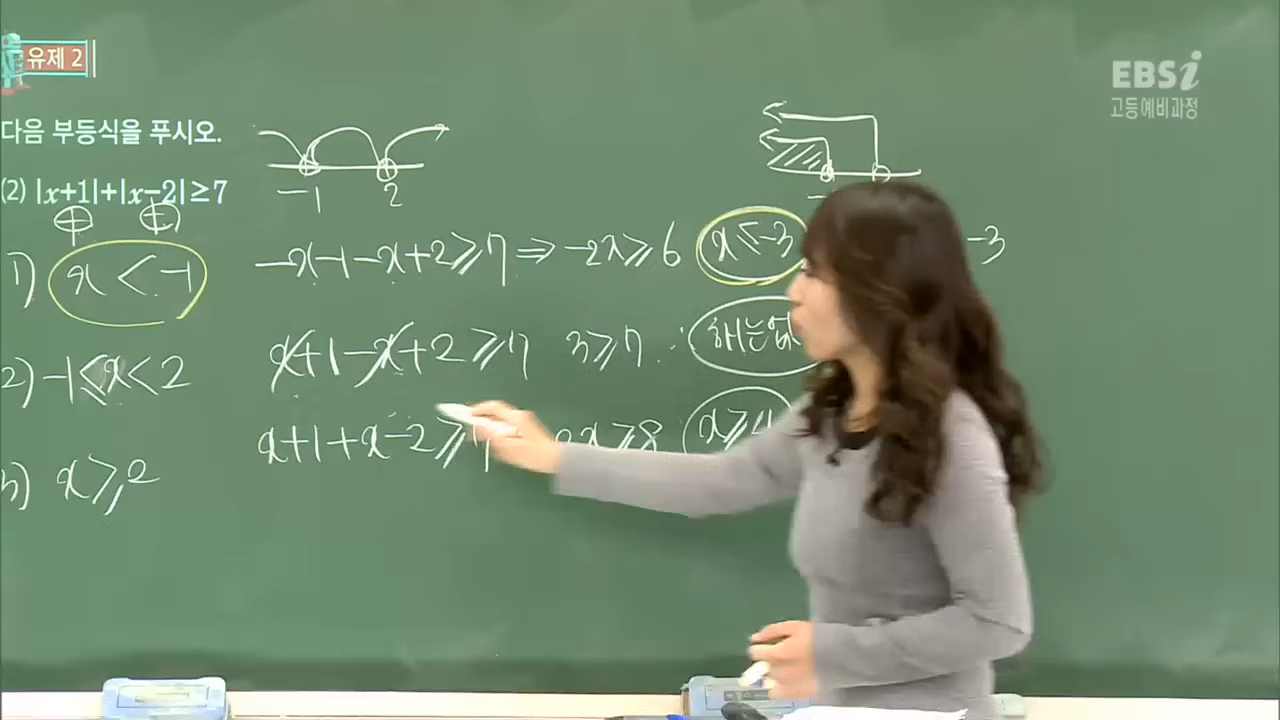 유제 2
EBSi
고등예비과정
다음 부등식을 푸시오.
(2) |x+1|+|x-2|≥7
-1 2
1) x < -1 -x-1-x+2≥7 ⇒ -2x≥6 x≤-3 -3
2) -1≤x<2 x+1-x+2≥7 3≥7 ∴ 해는
3) x≥2 x+1+x-2≥7 2x≥8 x≥4